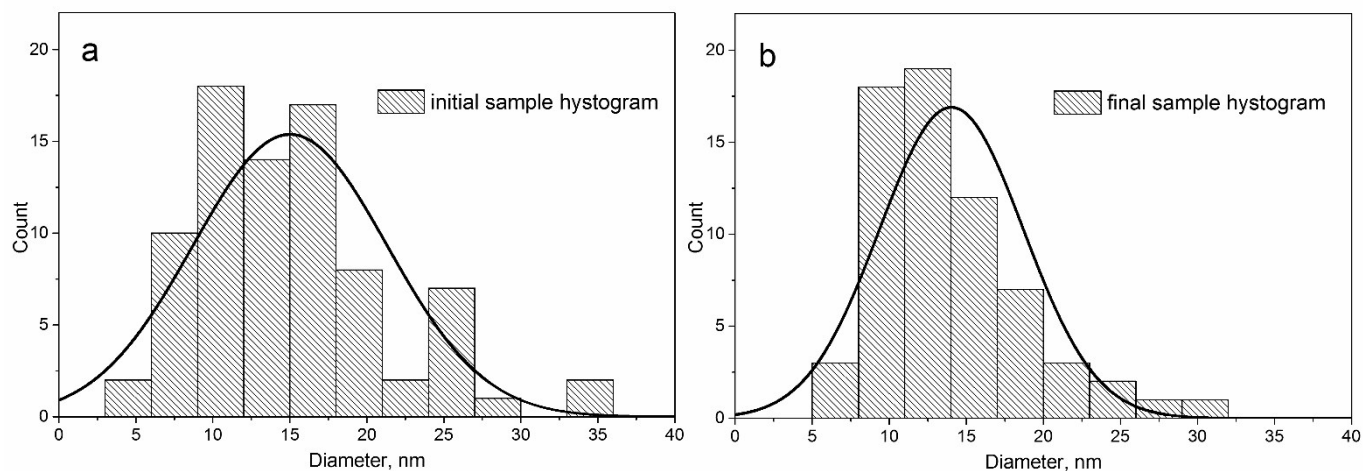 a
initial sample hystogram
20
15
10
5
0
Count
0 5 10 15 20 25 30 35 40
Diameter, nm
b
final sample hystogram
20
15
10
5
0
Count
0 5 10 15 20 25 30 35 40
Diameter, nm